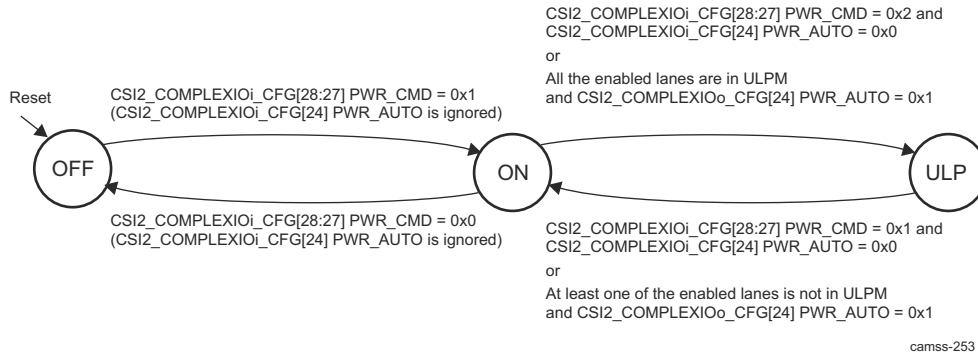 CSI2_COMPLEXIOi_CFG[28:27] PWR_CMD = 0x2 and
CSI2_COMPLEXIOi_CFG[24] PWR_AUTO = 0x0
or
All the enabled lanes are in ULPM
and CSI2_COMPLEXIOo_CFG[24] PWR_AUTO = 0x1
Reset
CSI2_COMPLEXIOi_CFG[28:27] PWR_CMD = 0x1
(CSI2_COMPLEXIOi_CFG[24] PWR_AUTO is ignored)
OFF
ON
ULP
CSI2_COMPLEXIOi_CFG[28:27] PWR_CMD = 0x0
(CSI2_COMPLEXIOi_CFG[24] PWR_AUTO is ignored)
CSI2_COMPLEXIOi_CFG[28:27] PWR_CMD = 0x1 and
CSI2_COMPLEXIOi_CFG[24] PWR_AUTO = 0x0
or
At least one of the enabled lanes is not in ULPM
and CSI2_COMPLEXIOo_CFG[24] PWR_AUTO = 0x1
camss-253